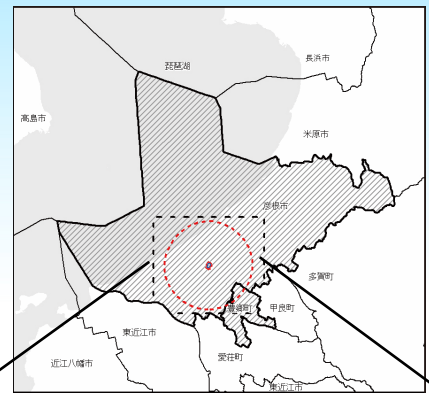 長浜市
琵琶湖
高島市
米原市
彦根市
多賀町
豊郷町
甲良町
東近江市
愛荘町
近江八幡市
東近江市